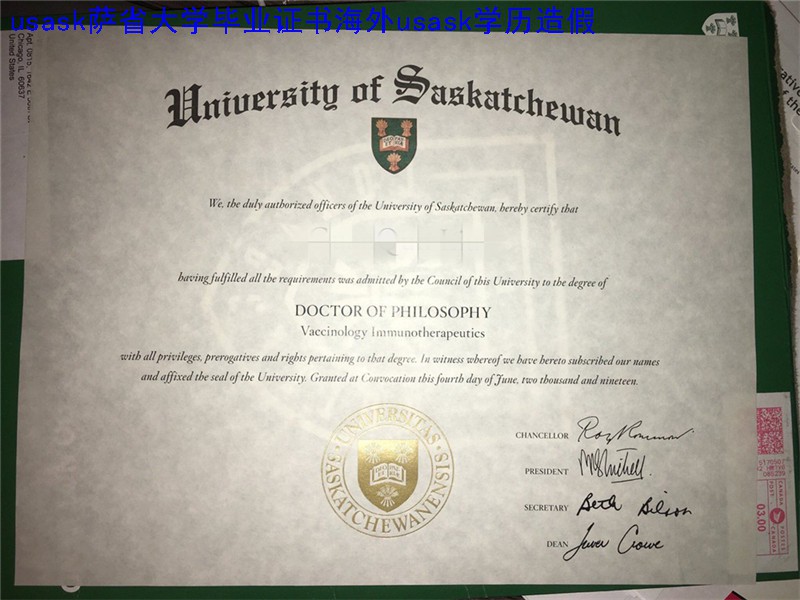 usask萨省大学毕业证书海外usask学历造假
Chicago, IL 60637
United States
University of Saskatchewan
We, the duly authorized officers of the University of Saskatchewan, hereby certify that
having fulfilled all the requirements was admitted by the Council of this University to the degree of
DOCTOR OF PHILOSOPHY
Vaccinology Immunotherapeutics
with all privileges, prerogatives and rights pertaining to that degree. In witness whereof we have hereto subscribed our names
and affixed the seal of the University. Granted at Convocation this fourth day of June, two thousand and nineteen.
UNIVERSITAS SASKATCHEWANENSIS
CHANCELLOR
PRESIDENT
SECRETARY Beth Bilson
DEAN
03.00